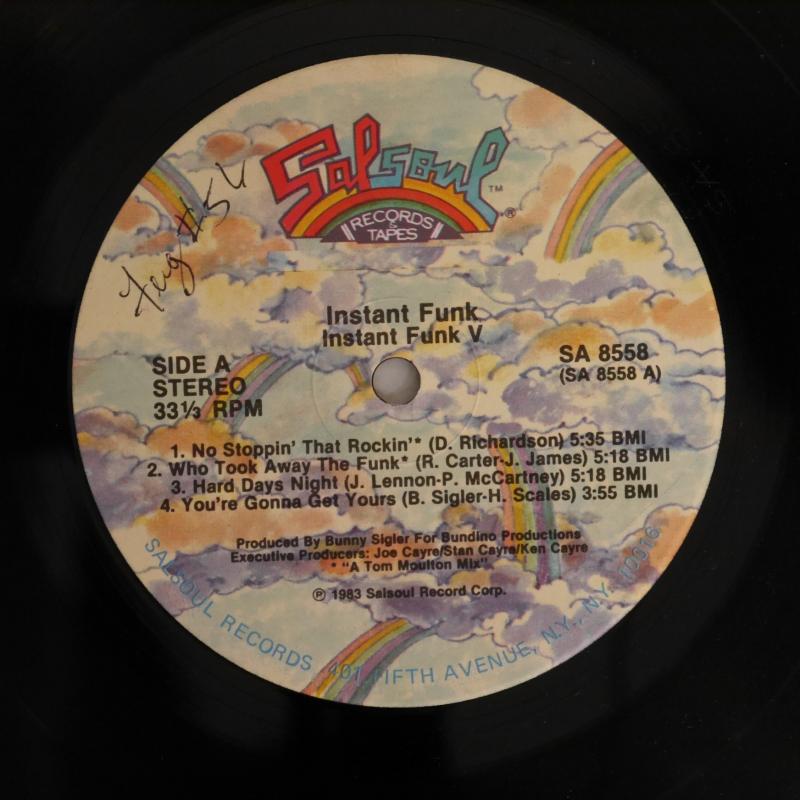 Salsoul ™
RECORDS
&
TAPES ®
#54
Instant Funk
Instant Funk V
SIDE A
STEREO
33⅓ RPM
SA 8558
(SA 8558 A)
1. No Stoppin' That Rockin'* (D. Richardson) 5:35 BMI
2. Who Took Away The Funk* (R. Carter-J. James) 5:18 BMI
3. Hard Days Night (J. Lennon-P. McCartney) 5:18 BMI
4. You're Gonna Get Yours (B. Sigler-H. Scales) 3:55 BMI
Produced By Bunny Sigler For Bundino Productions
Executive Producers: Joe Cayre/Stan Cayre/Ken Cayre
* "A Tom Moulton Mix"
℗ 1983 Salsoul Record Corp.
SALSOUL RECORDS 401 FIFTH AVENUE, N.Y., N.Y. 10016